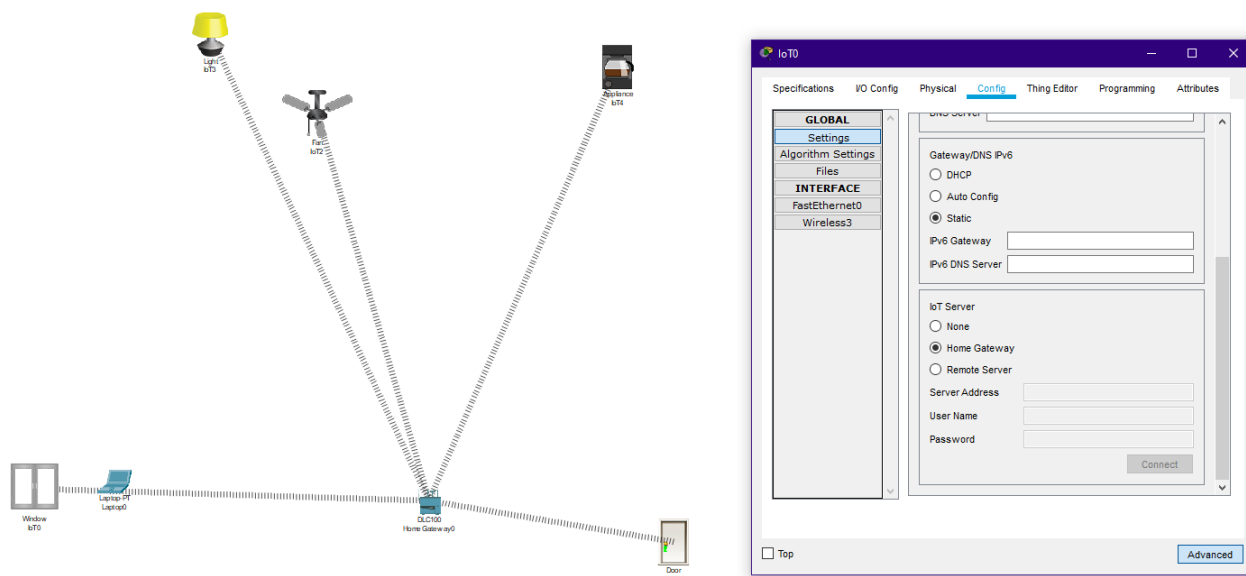 Light
IoT3
Fan
IoT2
Appliance
IoT4
Window
IoT0
Laptop-PT
Laptop0
DLC100
Home Gateway0
Door
IoT0
Specifications I/O Config Physical Config Thing Editor Programming Attributes
GLOBAL
Settings
Algorithm Settings
Files
INTERFACE
FastEthernet0
Wireless3
DNS Server
Gateway/DNS IPv6
DHCP
Auto Config
Static
IPv6 Gateway
IPv6 DNS Server
IoT Server
None
Home Gateway
Remote Server
Server Address
User Name
Password
Connect
Top
Advanced